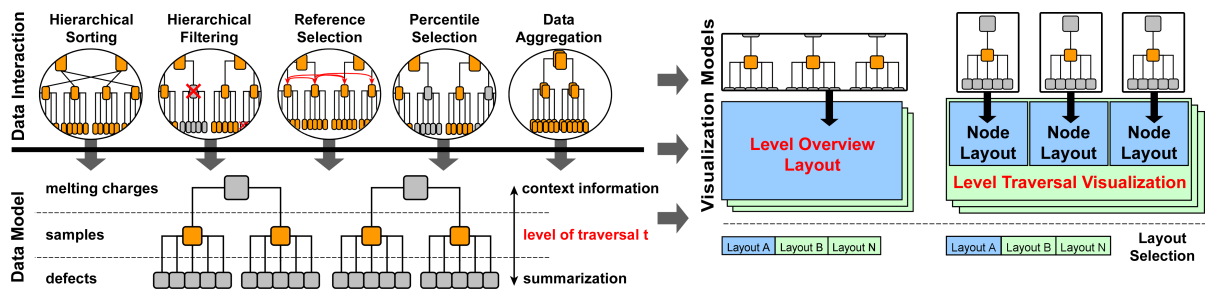 Data Interaction
Hierarchical
Sorting
Hierarchical
Filtering
Reference
Selection
Percentile
Selection
Data
Aggregation
Data Model
melting charges
samples
defects
context information
level of traversal t
summarization
Visualization Models
Level Overview
Layout
Node
Layout
Node
Layout
Node
Layout
Level Traversal Visualization
Layout A
Layout B
Layout N
Layout A
Layout B
Layout N
Layout
Selection